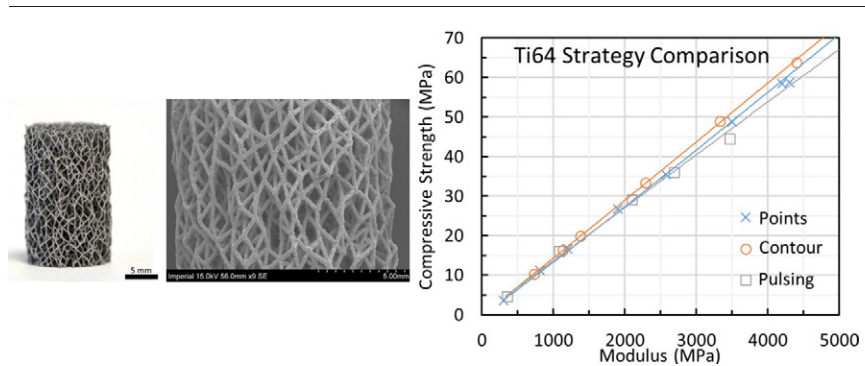 5 mm
Imperial 15.0kV 56.0mm x9 SE
5.00mm
Ti64 Strategy Comparison
Compressive Strength (MPa)
70
60
50
40
30
20
10
0
Points
Contour
Pulsing
0 1000 2000 3000 4000 5000
Modulus (MPa)